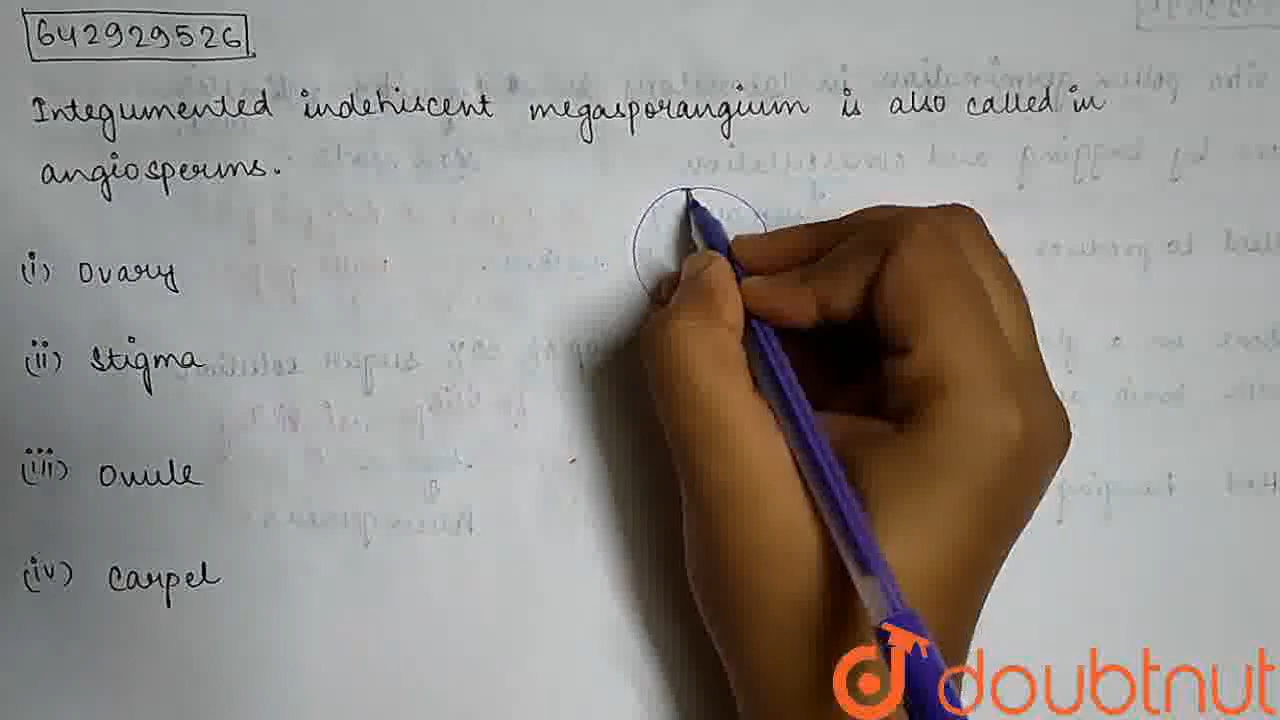 642929526
Integumented indehiscent megasporangium is also called in
angiosperms.
(i) Ovary
(ii) Stigma
(iii) Ovule
(iv) Carpel
doubtnut